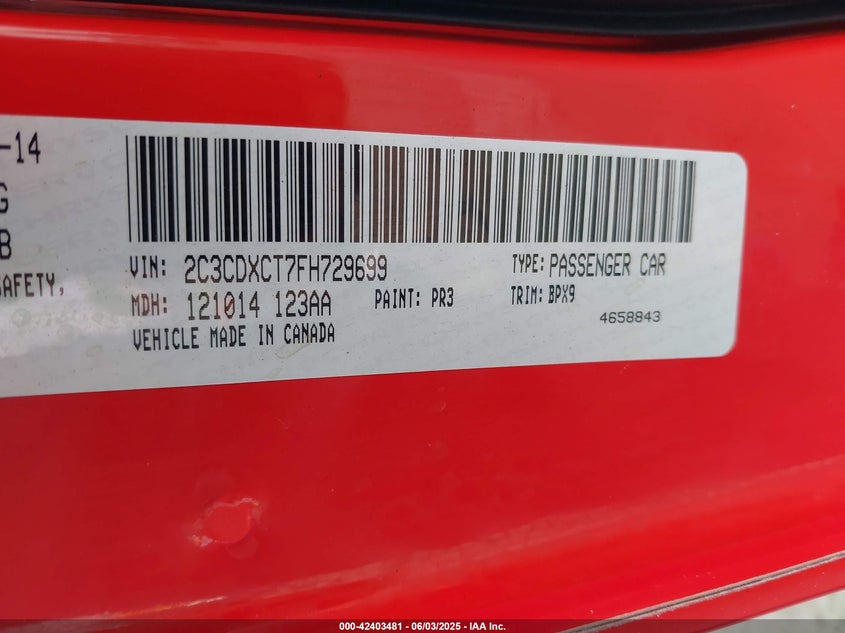 -14
G
B
SAFETY,
VIN: 2C3CDXCT7FH729699
TYPE: PASSENGER CAR
MDH: 121014 123AA
PAINT: PR3
TRIM: BPX9
VEHICLE MADE IN CANADA
4658843
000-42403481 - 06/03/2025 - IAA Inc.